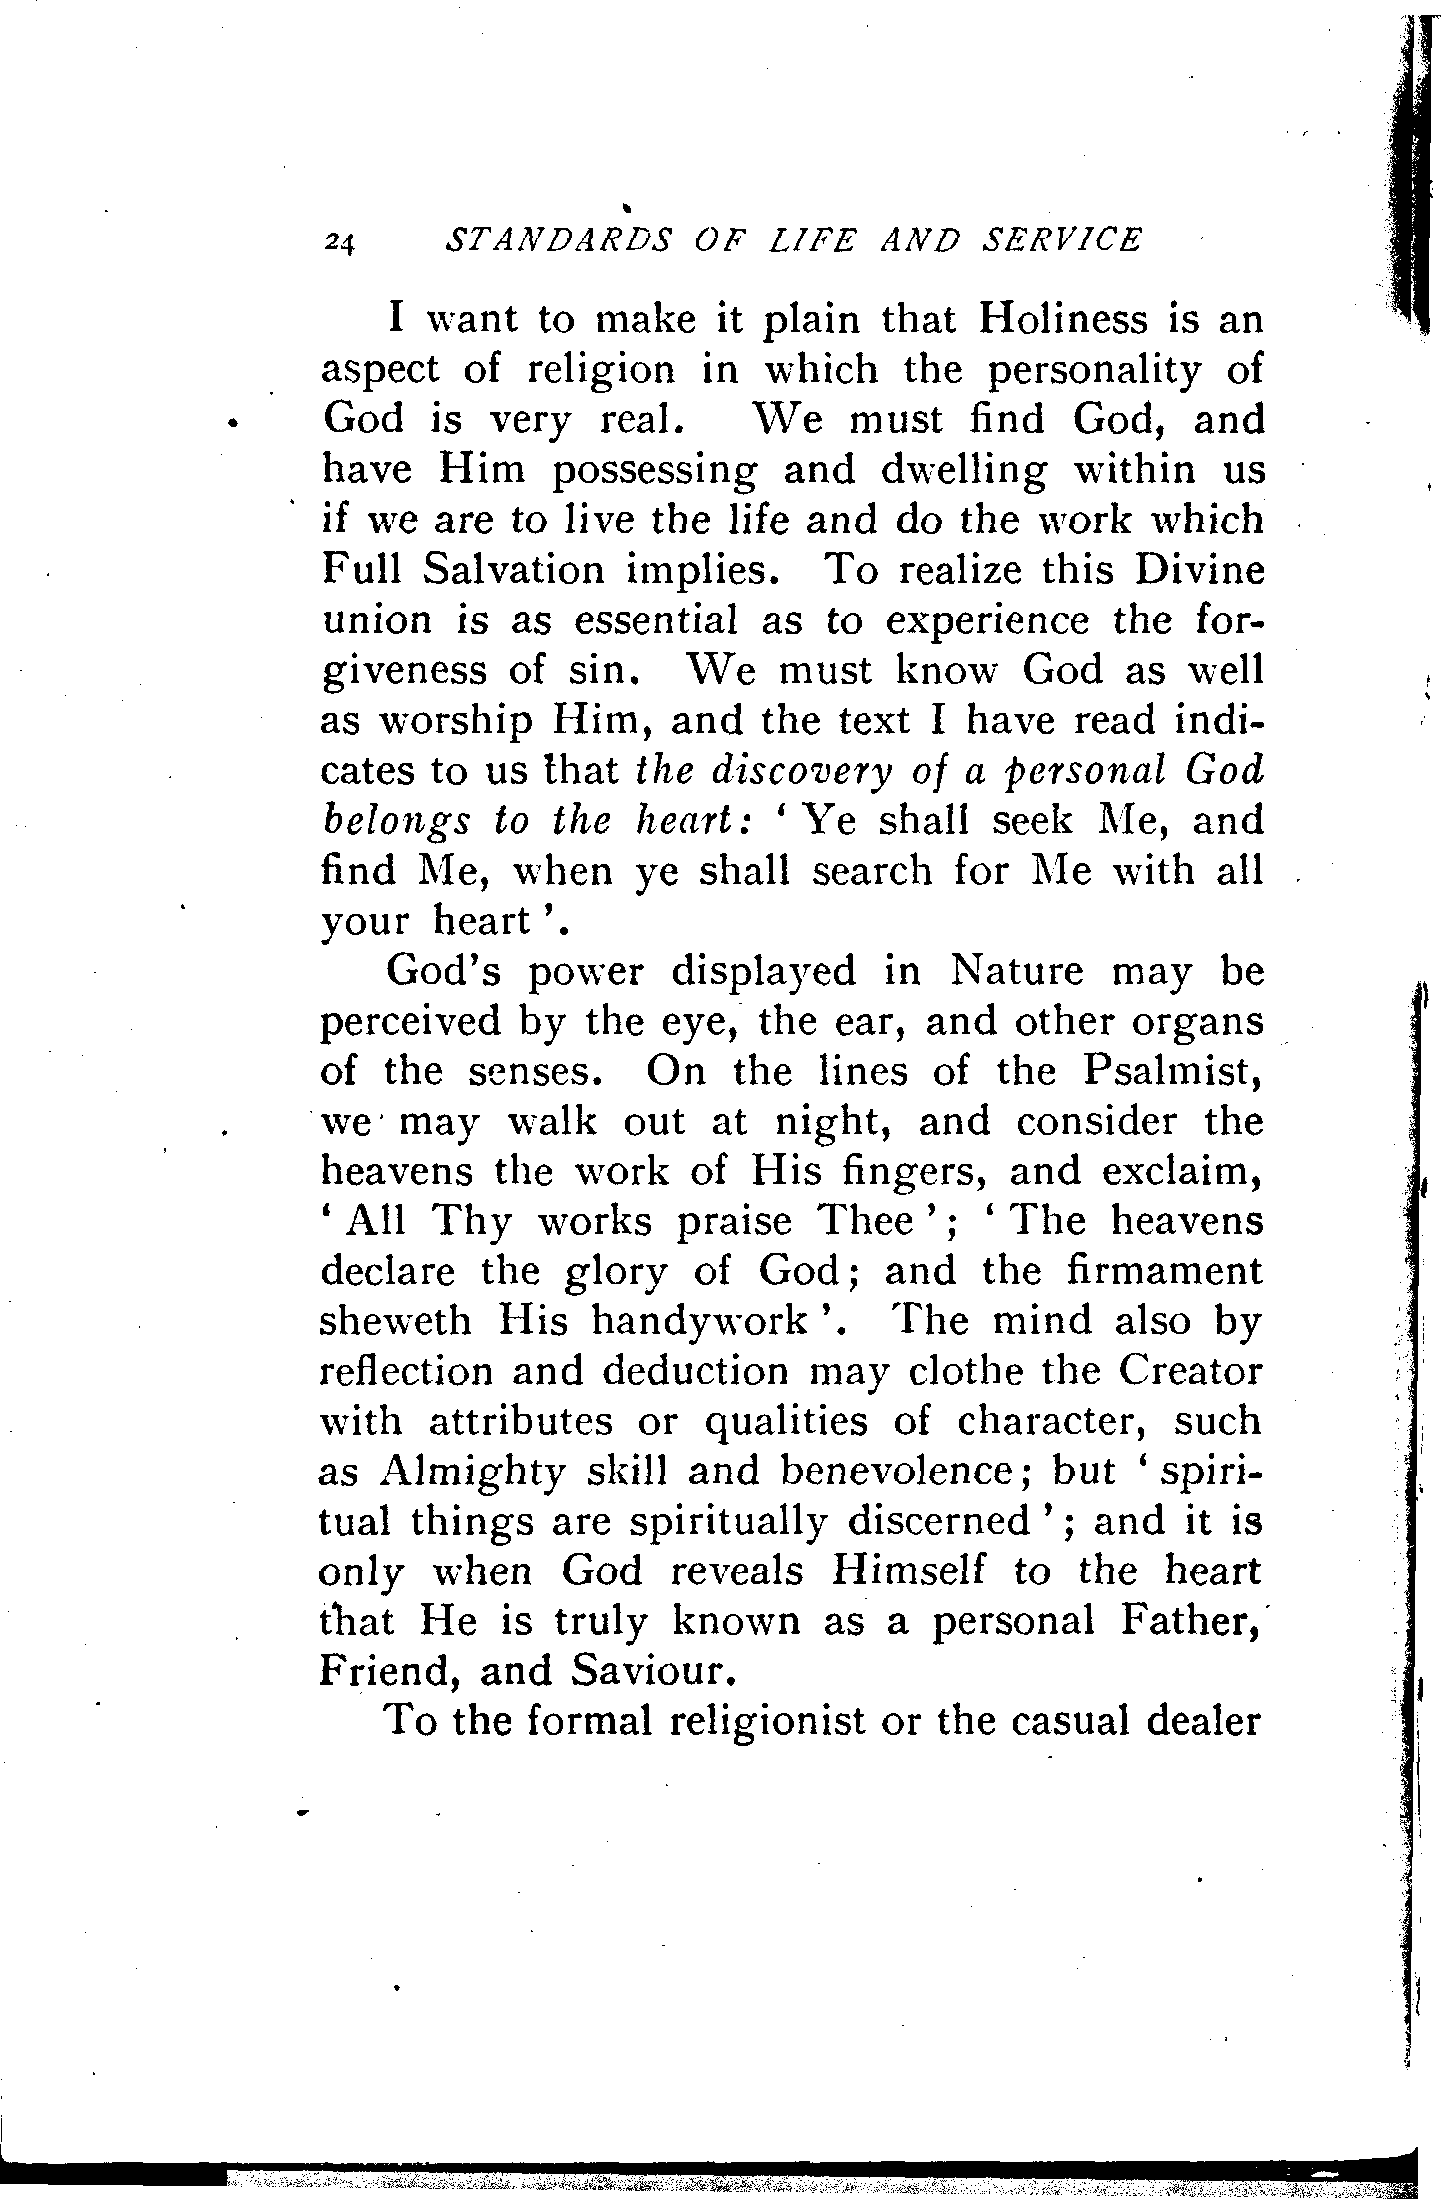 24 STANDARDS OF LIFE AND SERVICE
I want to make it plain that Holiness is an
aspect of religion in which the personality of
God is very real. We must find God, and
have Him possessing and dwelling within us
if we are to live the life and do the work which
Full Salvation implies. To realize this Divine
union is as essential as to experience the for-
giveness of sin. We must know God as well
as worship Him, and the text I have read indi-
cates to us that the discovery of a personal God
belongs to the heart: ‘ Ye shall seek Me, and
find Me, when ye shall search for Me with all
your heart ’.
God’s power displayed in Nature may be
perceived by the eye, the ear, and other organs
of the senses. On the lines of the Psalmist,
we may walk out at night, and consider the
heavens the work of His fingers, and exclaim,
‘ All Thy works praise Thee ’; ‘ The heavens
declare the glory of God; and the firmament
sheweth His handywork ’. The mind also by
reflection and deduction may clothe the Creator
with attributes or qualities of character, such
as Almighty skill and benevolence; but ‘ spiri-
tual things are spiritually discerned ’; and it is
only when God reveals Himself to the heart
that He is truly known as a personal Father,
Friend, and Saviour.
To the formal religionist or the casual dealer